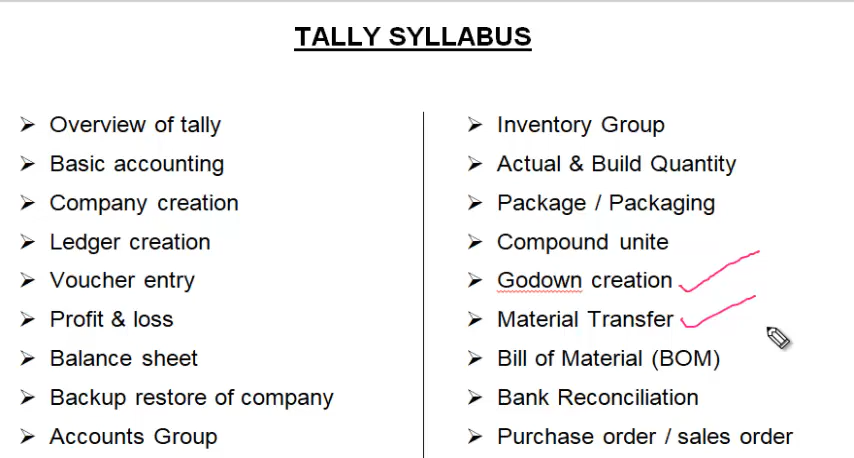 TALLY SYLLABUS
Overview of tally
Basic accounting
Company creation
Ledger creation
Voucher entry
Profit & loss
Balance sheet
Backup restore of company
Accounts Group
Inventory Group
Actual & Build Quantity
Package / Packaging
Compound unite
Godown creation
Material Transfer
Bill of Material (BOM)
Bank Reconciliation
Purchase order / sales order